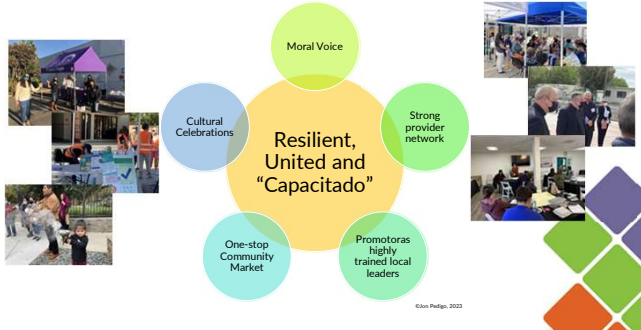 Moral Voice
Cultural
Celebrations
Strong
provider
network
Resilient,
United and
“Capacitado”
One-stop
Community
Market
Promotoras
highly
trained local
leaders
©Jon Pedigo, 2023